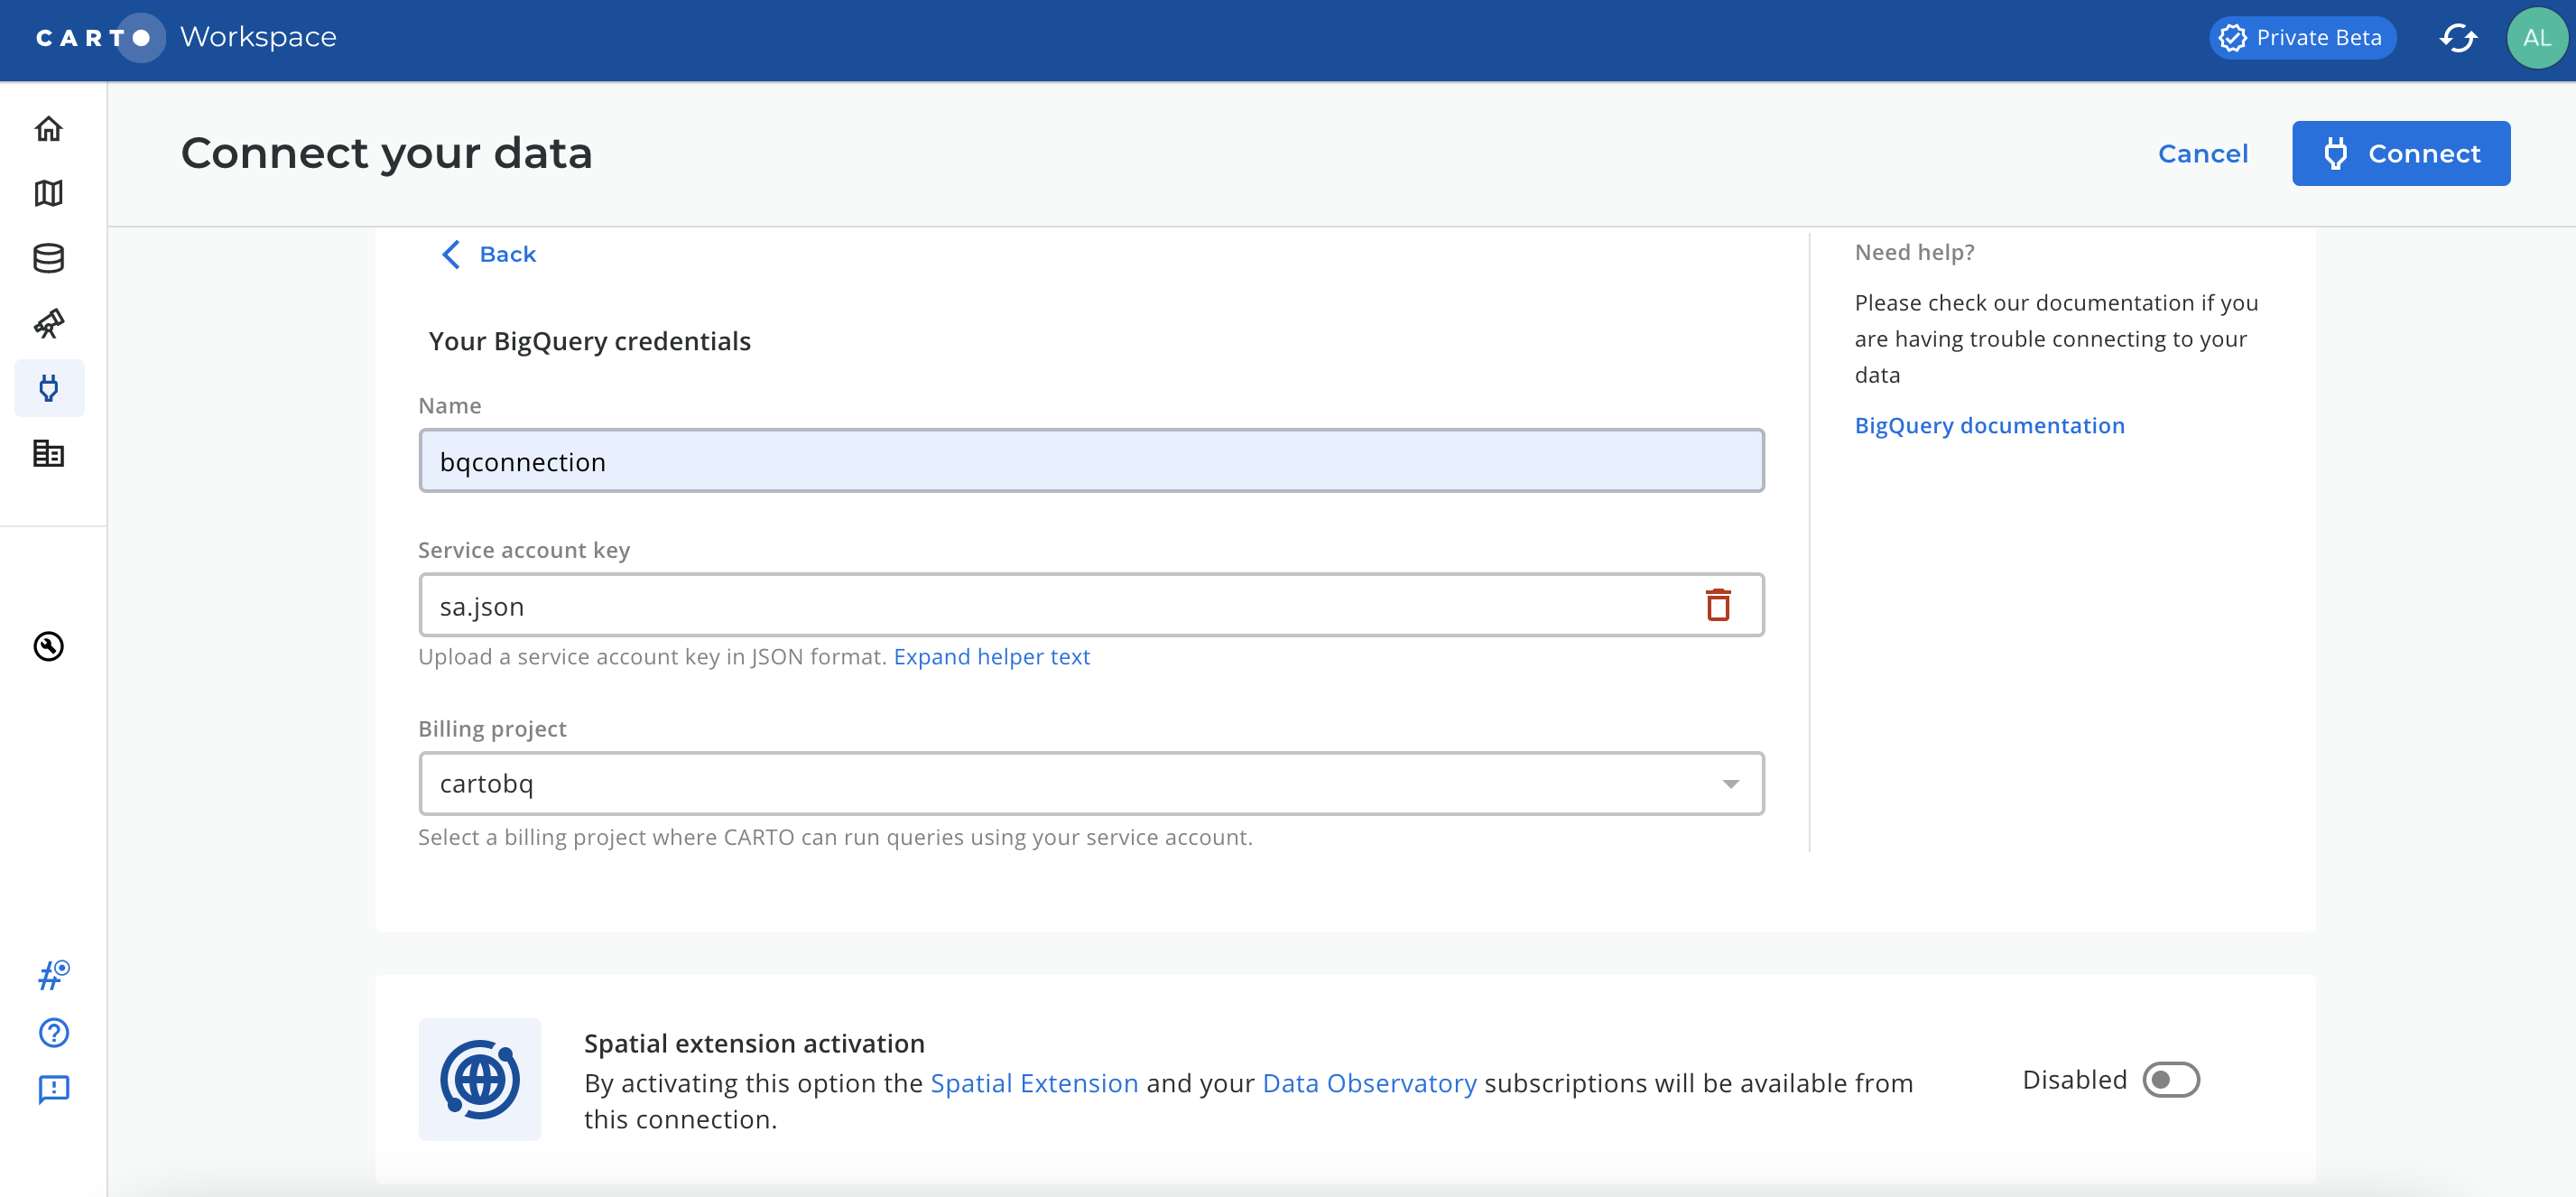 CARTO Workspace
Private Beta
AL
Connect your data
Cancel
Connect
Back
Your BigQuery credentials
Name
bqconnection
Service account key
sa.json
Upload a service account key in JSON format. Expand helper text
Billing project
cartobq
Select a billing project where CARTO can run queries using your service account.
Need help?
Please check our documentation if you
are having trouble connecting to your
data
BigQuery documentation
Spatial extension activation
By activating this option the Spatial Extension and your Data Observatory subscriptions will be available from
this connection.
Disabled